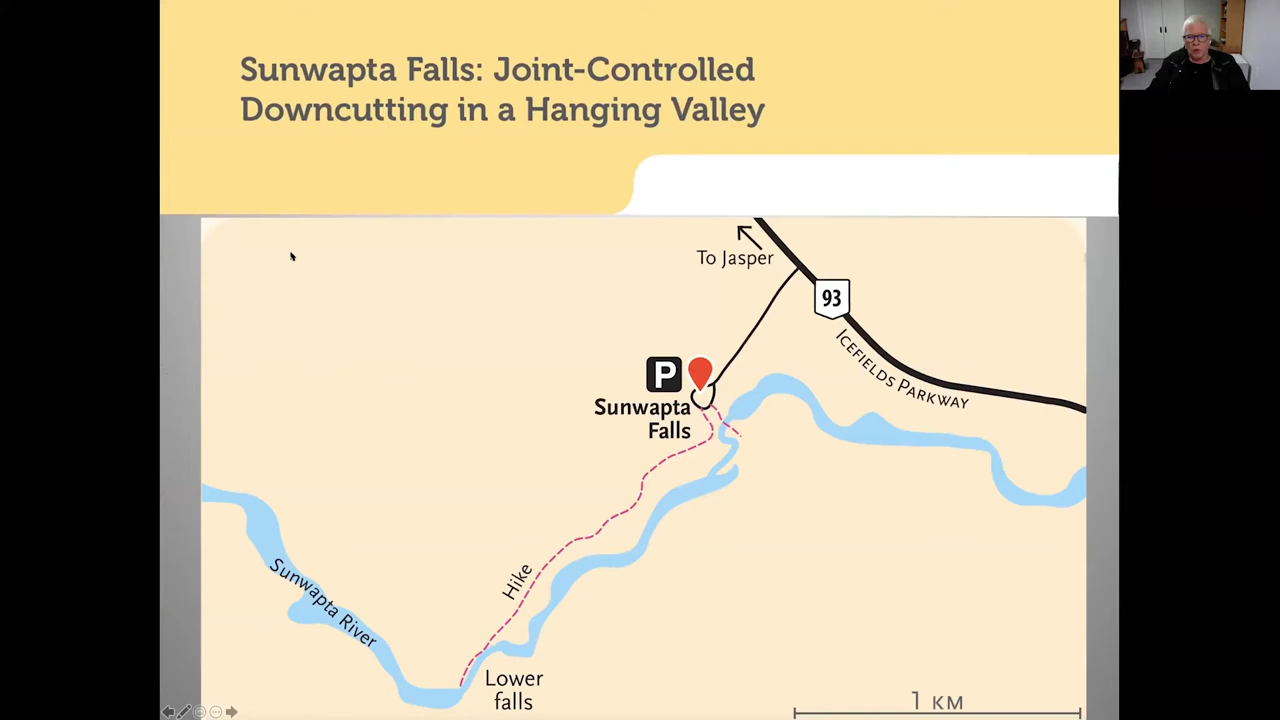 Sunwapta Falls: Joint-Controlled
Downcutting in a Hanging Valley
To Jasper
93
ICEFIELDS PARKWAY
P
Sunwapta
Falls
Hike
Sunwapta River
Lower
falls
1 KM